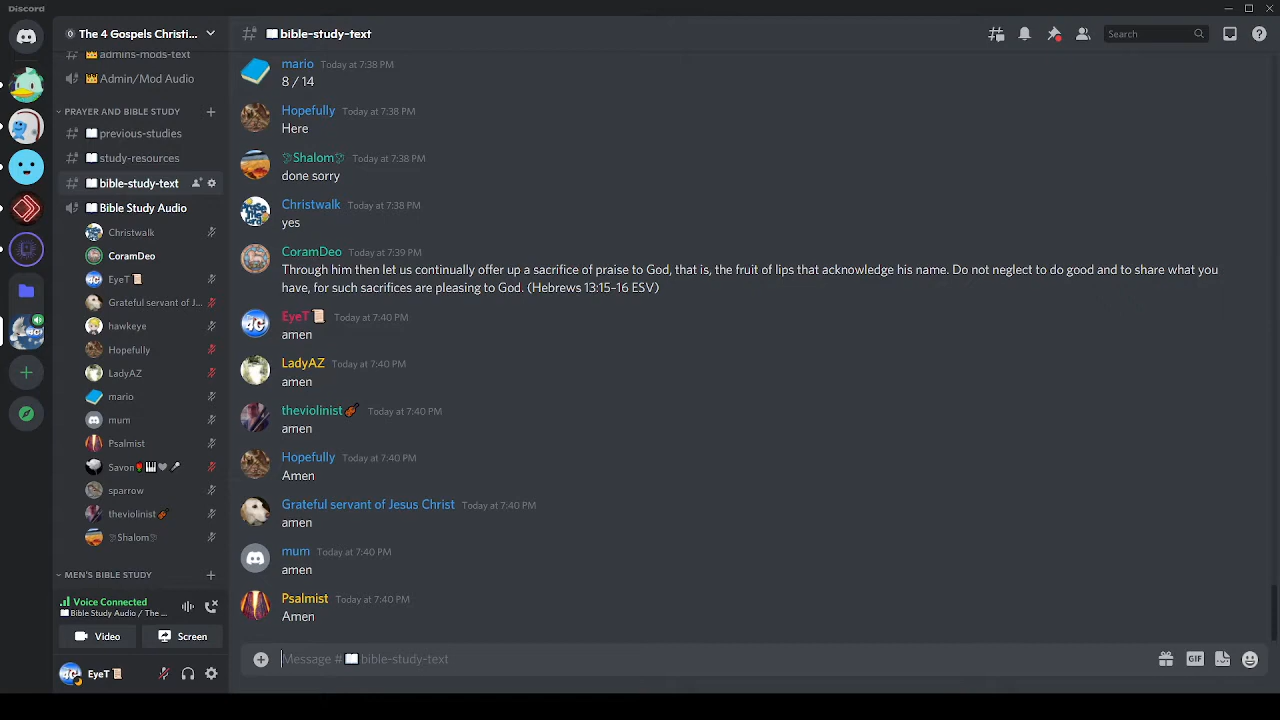 Discord
The 4 Gospels Christi...
bible-study-text
Search
admins-mods-text
Admin/Mod Audio
PRAYER AND BIBLE STUDY
previous-studies
study-resources
bible-study-text
Bible Study Audio
Christwalk
CoramDeo
EyeT
Grateful servant of J...
hawkeye
Hopefully
LadyAZ
mario
mum
Psalmist
Savon
sparrow
theviolinist
Shalom
MEN'S BIBLE STUDY
Voice Connected
Bible Study Audio / The ...
Video
Screen
EyeT
mario Today at 7:38 PM
8 / 14
Hopefully Today at 7:38 PM
Here
Shalom Today at 7:38 PM
done sorry
Christwalk Today at 7:38 PM
yes
CoramDeo Today at 7:39 PM
Through him then let us continually offer up a sacrifice of praise to God, that is, the fruit of lips that acknowledge his name. Do not neglect to do good and to share what you
have, for such sacrifices are pleasing to God. (Hebrews 13:15–16 ESV)
EyeT Today at 7:40 PM
amen
LadyAZ Today at 7:40 PM
amen
theviolinist Today at 7:40 PM
amen
Hopefully Today at 7:40 PM
Amen
Grateful servant of Jesus Christ Today at 7:40 PM
amen
mum Today at 7:40 PM
amen
Psalmist Today at 7:40 PM
Amen
Message # bible-study-text
GIF